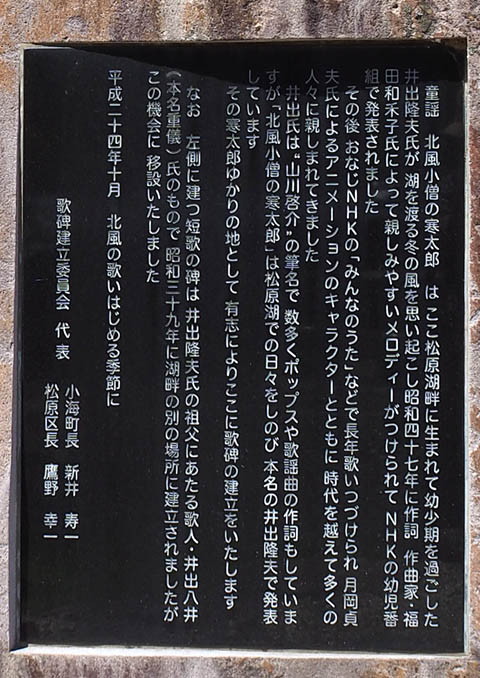 童謡 北風小僧の寒太郎 は ここ松原湖畔に生まれて幼少期を過ごした
井出隆夫氏が 湖を渡る冬の風を思い起こし昭和四十七年に作詞 作曲家・福
田和禾子氏によって親しみやすいメロディーがつけられて NHKの幼児番
組で発表されました
その後 おなじNHKの「みんなのうた」などで長年歌いつづけられ 月岡貞
夫氏によるアニメーションのキャラクターとともに 時代を越えて多くの
人々に親しまれてきました
井出氏は"山川啓介"の筆名で 数多くポップスや歌謡曲の作詞もしていま
すが「北風小僧の寒太郎」は松原湖での日々をしのび 本名の井出隆夫で発表
しています
その寒太郎ゆかりの地として 有志によりここに歌碑の建立をいたします
なお 左側に建つ短歌の碑は 井出隆夫氏の祖父にあたる歌人・井出八井
(本名重儀)氏のもので 昭和三十九年に湖畔の別の場所に建立されましたが
この機会に 移設いたしました
平成二十四年十月 北風の歌いはじめる季節に
歌碑建立委員会 代表
小海町長 新井 寿一
松原区長 鷹野 幸一